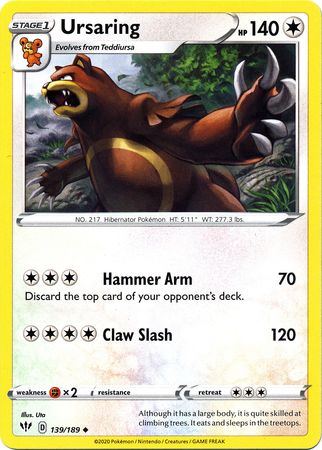 STAGE 1
Ursaring
HP 140
Evolves from Teddiursa
NO. 217. Hibernator Pokémon HT: 5'11" WT: 277.3 lbs.
Hammer Arm 70
Discard the top card of your opponent's deck.
Claw Slash 120
weakness ×2 resistance retreat
Illus. Uta
D 139/189
Although it has a large body, it is quite skilled at
climbing trees. It eats and sleeps in the treetops.
©2020 Pokémon / Nintendo / Creatures / GAME FREAK